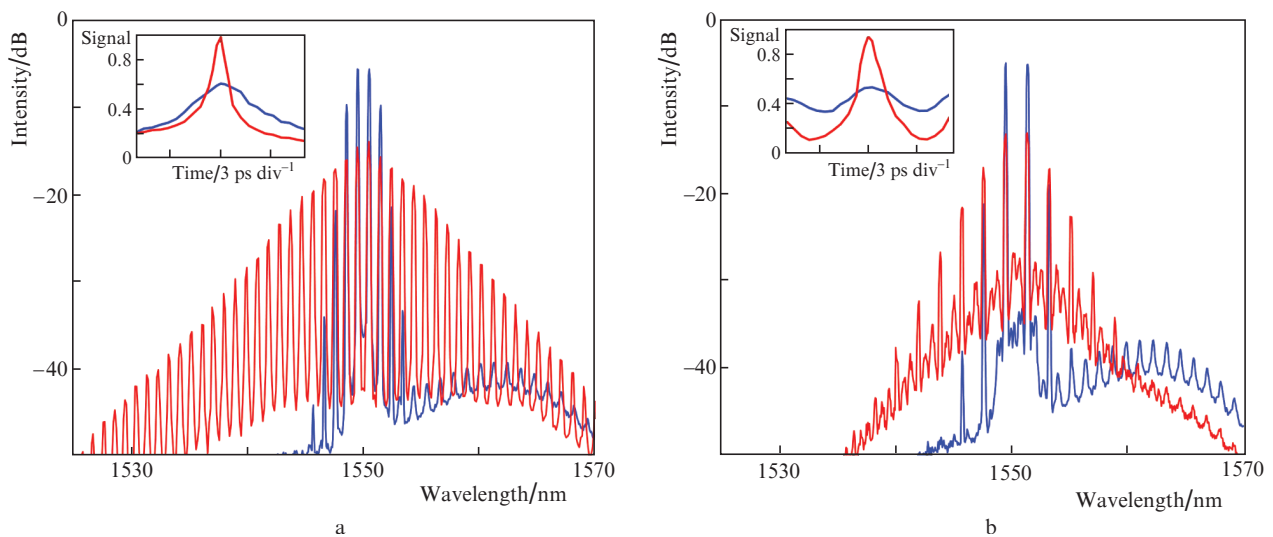 0
Signal
0.8
0.4
0
Time/3 ps div⁻¹
Intensity/dB
−20
−40
1530
1550
1570
Wavelength/nm
a
0
Signal
0.8
0.4
0
Time/3 ps div⁻¹
Intensity/dB
−20
−40
1530
1550
1570
Wavelength/nm
b